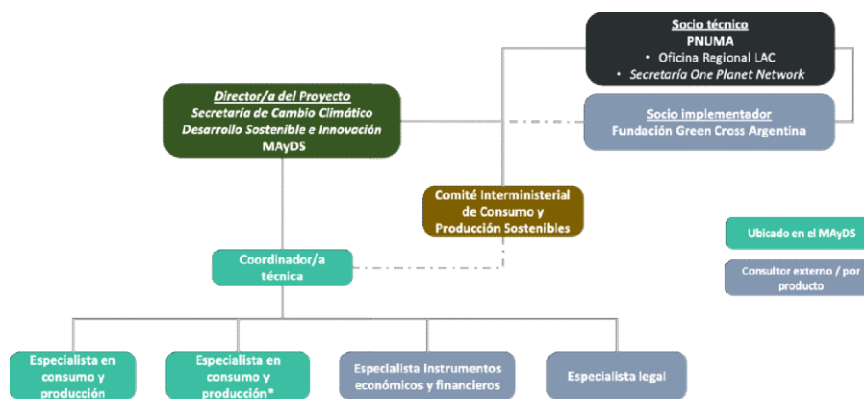 Socio técnico
PNUMA
• Oficina Regional LAC
• Secretaría One Planet Network
Director/a del Proyecto
Secretaría de Cambio Climático
Desarrollo Sostenible e Innovación
MAyDS
Socio implementador
Fundación Green Cross Argentina
Comité Interministerial
de Consumo y
Producción Sostenibles
Ubicado en el MAyDS
Consultor externo / por
producto
Coordinador/a
técnica
Especialista en
consumo y
producción
Especialista en
consumo y
producción*
Especialista Instrumentos
económicos y financieros
Especialista legal